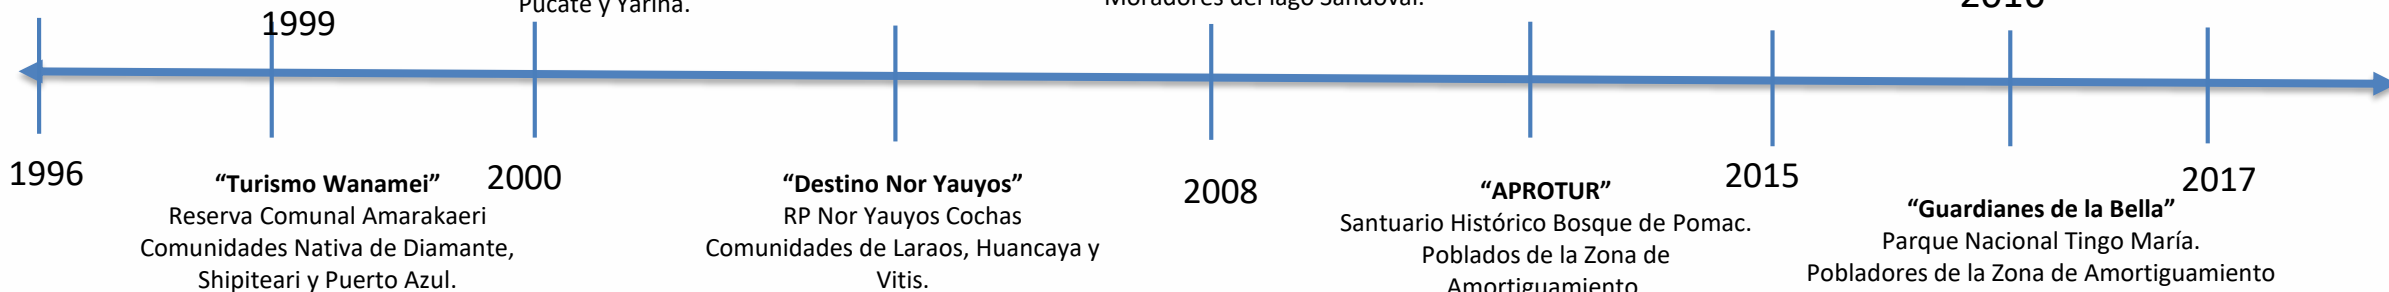 Pucate y Yarina.
Moradores del lago Sandoval.
2016
1999
1996
“Turismo Wanamei”
Reserva Comunal Amarakaeri
Comunidades Nativa de Diamante,
Shipiteari y Puerto Azul.
2000
“Destino Nor Yauyos”
RP Nor Yauyos Cochas
Comunidades de Laraos, Huancaya y
Vitis.
2008
“APROTUR”
Santuario Histórico Bosque de Pomac.
Poblados de la Zona de
Amortiguamiento
2015
“Guardianes de la Bella”
Parque Nacional Tingo María.
Pobladores de la Zona de Amortiguamiento
2017